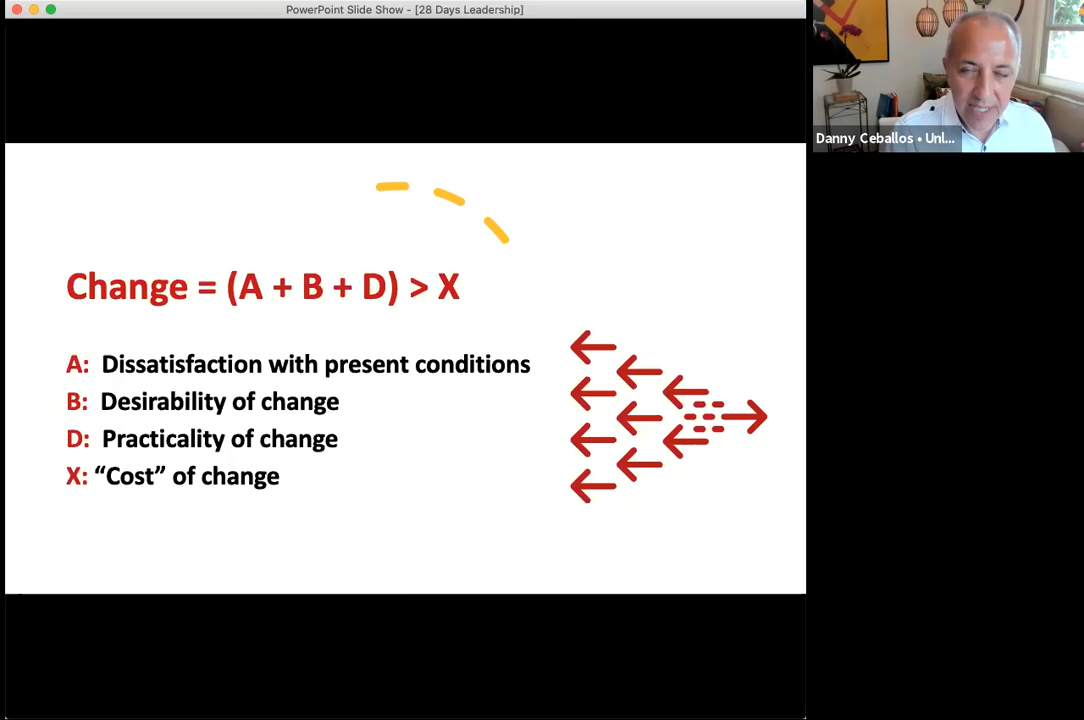 PowerPoint Slide Show - [28 Days Leadership]
Danny Ceballos • Unl...
Change = (A + B + D) > X
A: Dissatisfaction with present conditions
B: Desirability of change
D: Practicality of change
X: “Cost” of change